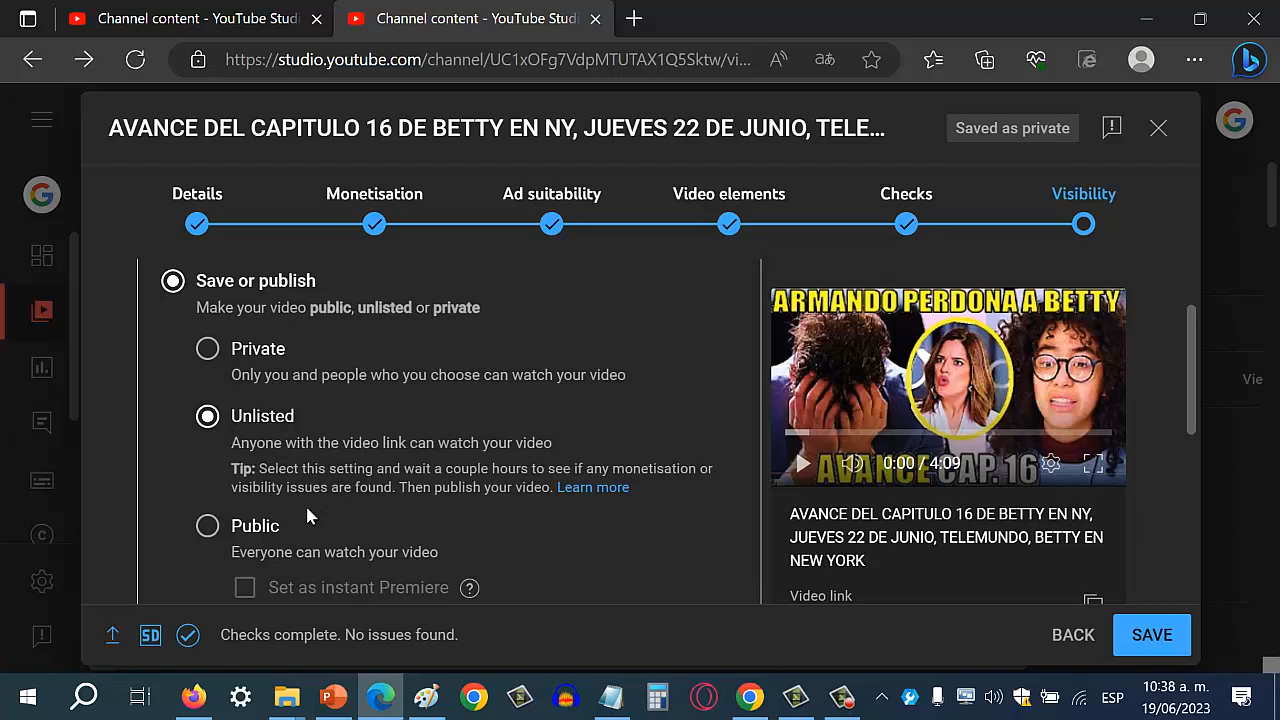 Channel content - YouTube Studi
Channel content - YouTube Studi
https://studio.youtube.com/channel/UC1xOFg7VdpMTUTAX1Q5Sktw/vi...
AVANCE DEL CAPITULO 16 DE BETTY EN NY, JUEVES 22 DE JUNIO, TELE...
Saved as private
Details
Monetisation
Ad suitability
Video elements
Checks
Visibility
Save or publish
Make your video public, unlisted or private
Private
Only you and people who you choose can watch your video
Unlisted
Anyone with the video link can watch your video
Tip: Select this setting and wait a couple hours to see if any monetisation or
visibility issues are found. Then publish your video. Learn more
Public
Everyone can watch your video
Set as instant Premiere
ARMANDO PERDONA A BETTY
0:00 / 4:09
AVANCE CAP.16
AVANCE DEL CAPITULO 16 DE BETTY EN NY,
JUEVES 22 DE JUNIO, TELEMUNDO, BETTY EN
NEW YORK
Video link
Vie
SD
Checks complete. No issues found.
BACK
SAVE
ESP
10:38 a. m.
19/06/2023